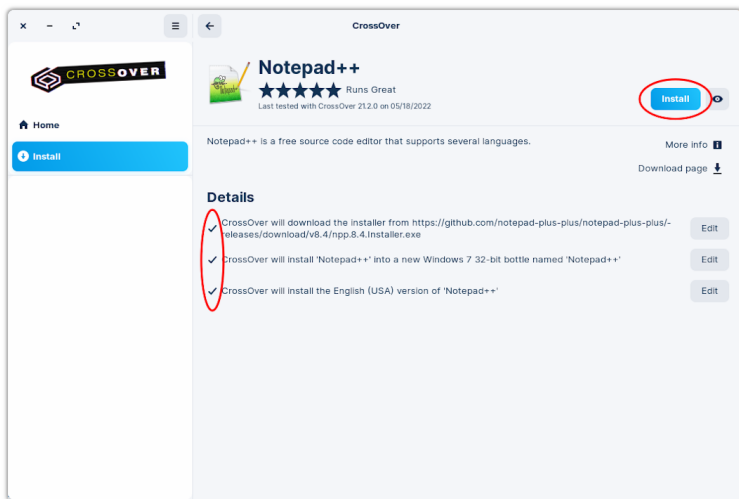 CrossOver
CROSSOVER
Home
Install
Notepad++
Runs Great
Last tested with CrossOver 21.2.0 on 05/18/2022
Install
Notepad++ is a free source code editor that supports several languages.
More info
Download page
Details
CrossOver will download the installer from https://github.com/notepad-plus-plus/notepad-plus-plus/-
releases/download/v8.4/npp.8.4.Installer.exe
Edit
CrossOver will install 'Notepad++' into a new Windows 7 32-bit bottle named 'Notepad++'
Edit
CrossOver will install the English (USA) version of 'Notepad++'
Edit